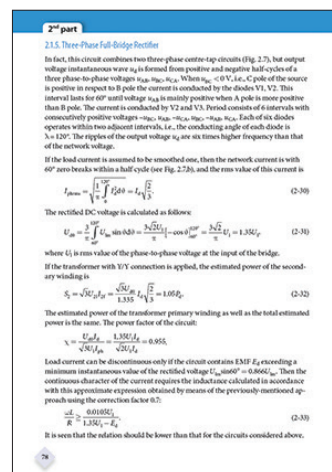 2nd part
2.1.5. Three-Phase Full-Bridge Rectifier
In fact, this circuit combines two three-phase centre-tap circuits (Fig. 2.7), but output
voltage instantaneous wave u_d is formed from positive and negative half-cycles of a
three phase-to-phase voltages u_AB, u_BC, u_CA. When u_BC < 0 V, i.e., C pole of the source
is positive in respect to B pole the current is conducted by the diodes V1, V2. This
interval lasts for 60° until voltage u_AB is mainly positive when A pole is more positive
than B pole. The current is conducted by V2 and V3. Period consists of 6 intervals with
consecutively positive voltages –u_BC, u_AB, –u_CA, u_BC, –u_AB, u_CA. Each of six diodes
operates within two adjacent intervals, i.e., the conducting angle of each diode is
λ = 120°. The ripples of the output voltage u_d are six times higher frequency than that
of the network voltage.
If the load current is assumed to be smoothed one, then the network current is with
60° zero breaks within a half cycle (see Fig. 2.7,b), and the rms value of this current is
(2-30)
The rectified DC voltage is calculated as follows:
(2-31)
where U_l is rms value of the phase-to-phase voltage at the input of the bridge.
If the transformer with Y/Y connection is applied, the estimated power of the second-
ary winding is
(2-32)
The estimated power of the transformer primary winding as well as the total estimated
power is the same. The power factor of the circuit:
= 0.955,
Load current can be discontinuous only if the circuit contains EMF E_d exceeding a
minimum instantaneous value of the rectified voltage U_lm sin60° = 0.866U_lm. Then the
continuous character of the current requires the inductance calculated in accordance
with this approximate expression obtained by means of the previously-mentioned ap-
proach using the correction factor 0.7:
(2-33)
It is seen that the relation should be lower than that for the circuits considered above.
78